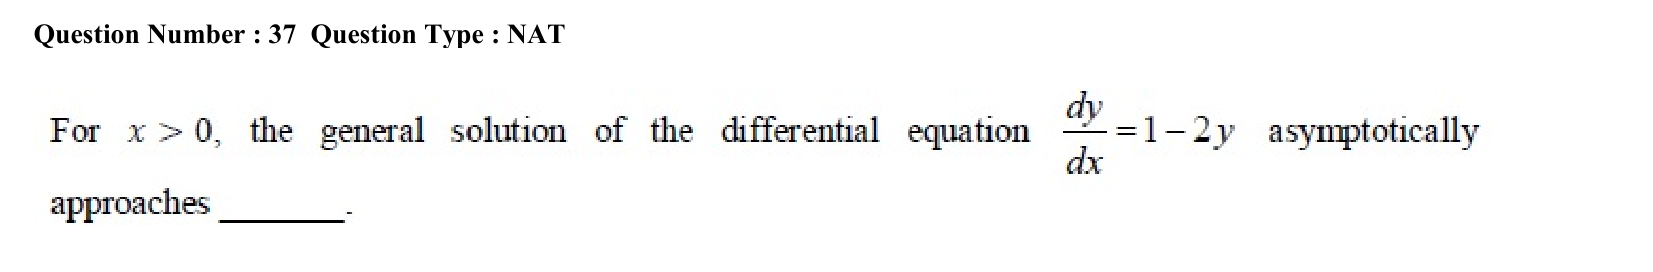 Question Number : 37 Question Type : NAT
For x > 0, the general solution of the differential equation dy/dx = 1 − 2y asymptotically
approaches ______.